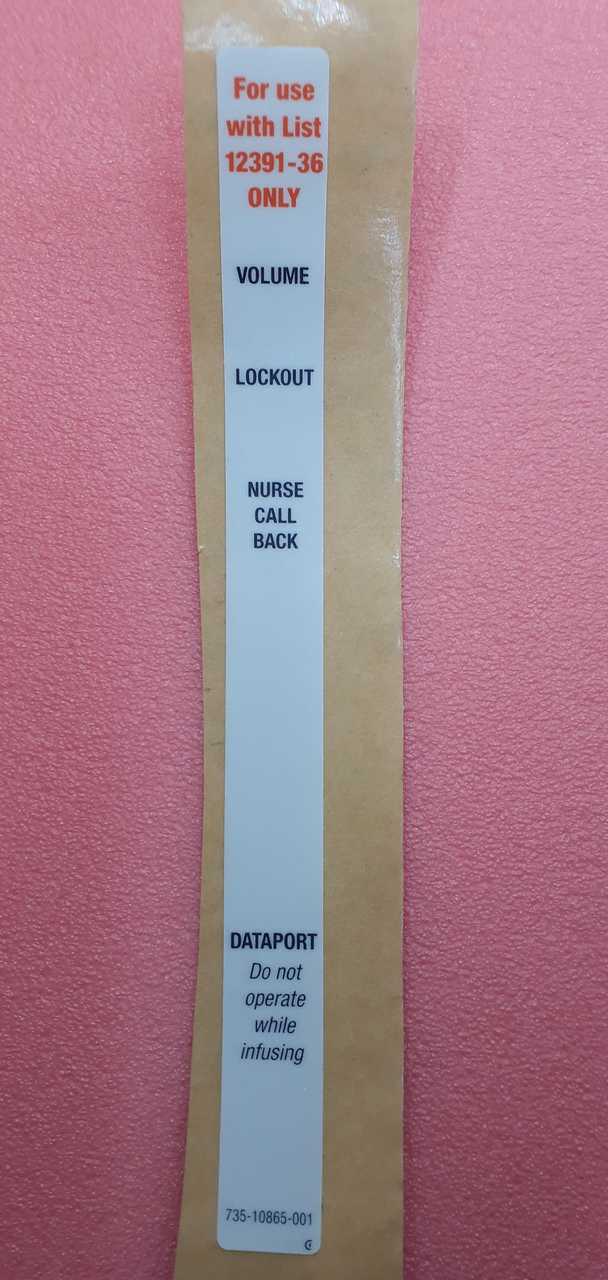 For use
with List
12391-36
ONLY
VOLUME
LOCKOUT
NURSE
CALL
BACK
DATAPORT
Do not
operate
while
infusing
735-10865-001